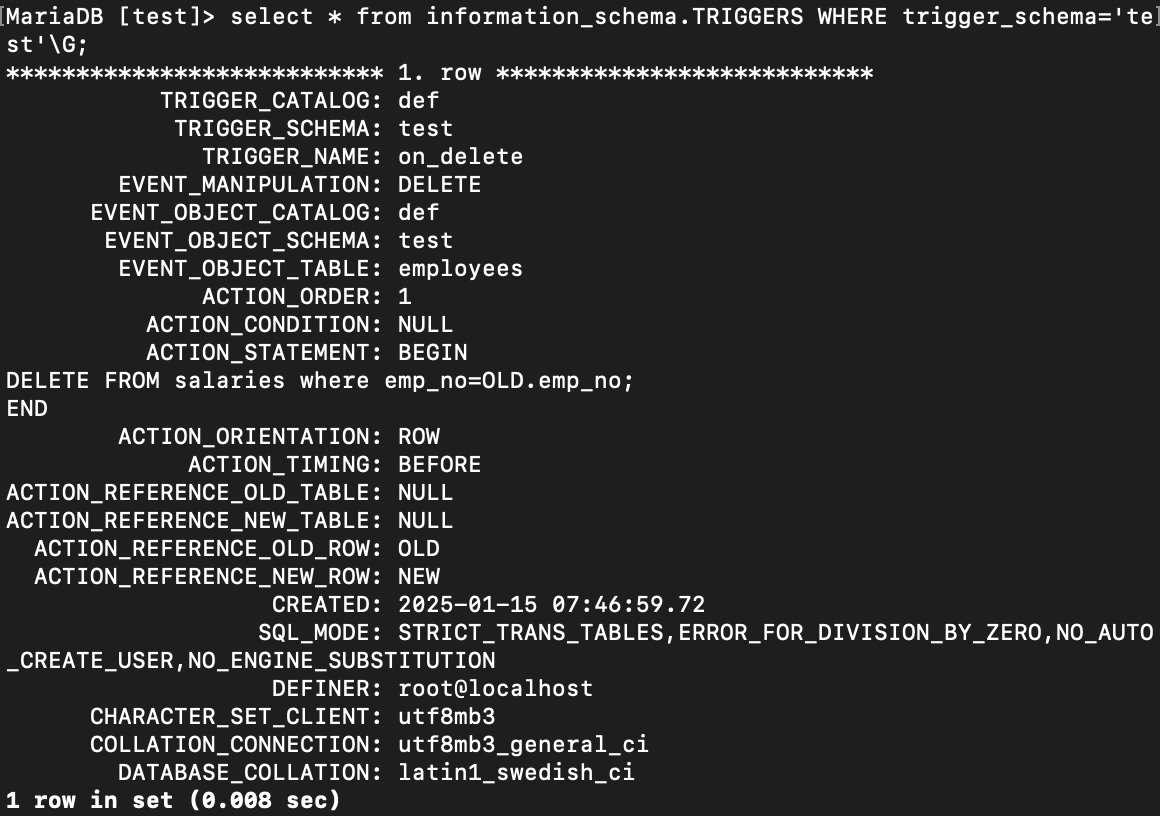 [MariaDB [test]> select * from information_schema.TRIGGERS WHERE trigger_schema='te]
st'\G;
*************************** 1. row ***************************
TRIGGER_CATALOG: def
TRIGGER_SCHEMA: test
TRIGGER_NAME: on_delete
EVENT_MANIPULATION: DELETE
EVENT_OBJECT_CATALOG: def
EVENT_OBJECT_SCHEMA: test
EVENT_OBJECT_TABLE: employees
ACTION_ORDER: 1
ACTION_CONDITION: NULL
ACTION_STATEMENT: BEGIN
DELETE FROM salaries where emp_no=OLD.emp_no;
END
ACTION_ORIENTATION: ROW
ACTION_TIMING: BEFORE
ACTION_REFERENCE_OLD_TABLE: NULL
ACTION_REFERENCE_NEW_TABLE: NULL
ACTION_REFERENCE_OLD_ROW: OLD
ACTION_REFERENCE_NEW_ROW: NEW
CREATED: 2025-01-15 07:46:59.72
SQL_MODE: STRICT_TRANS_TABLES,ERROR_FOR_DIVISION_BY_ZERO,NO_AUTO
_CREATE_USER,NO_ENGINE_SUBSTITUTION
DEFINER: root@localhost
CHARACTER_SET_CLIENT: utf8mb3
COLLATION_CONNECTION: utf8mb3_general_ci
DATABASE_COLLATION: latin1_swedish_ci
1 row in set (0.008 sec)